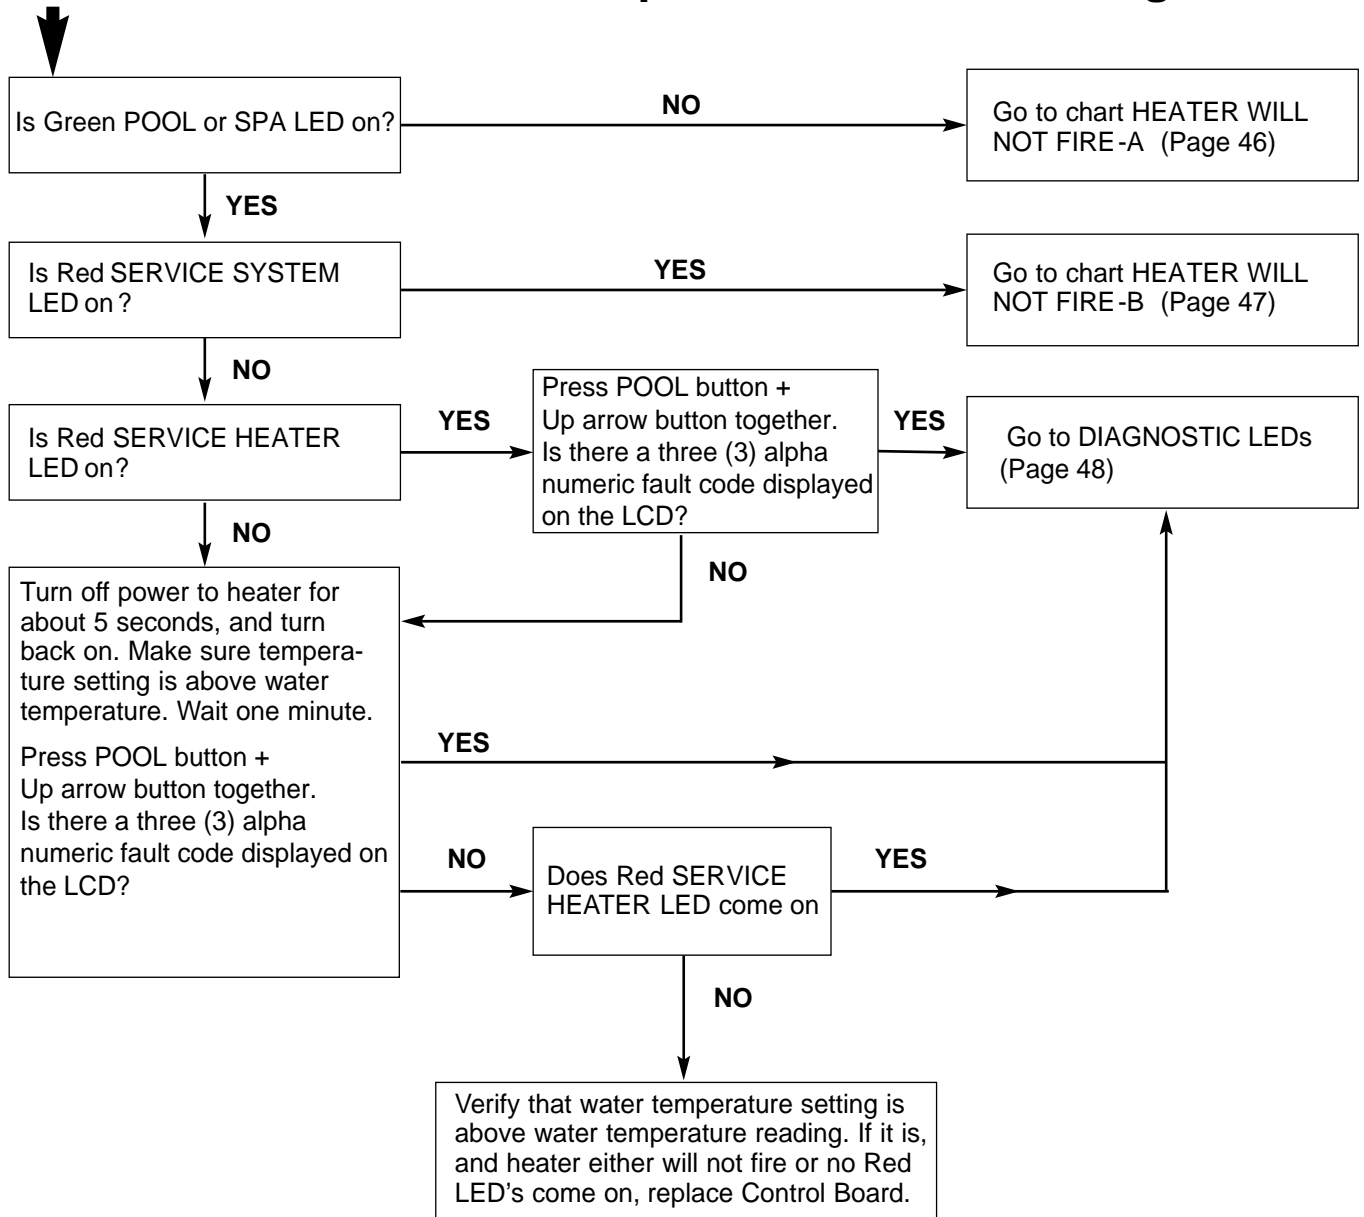 Is Green POOL or SPA LED on?
NO
Go to chart HEATER WILL
NOT FIRE-A (Page 46)
YES
Is Red SERVICE SYSTEM
LED on?
YES
Go to chart HEATER WILL
NOT FIRE-B (Page 47)
NO
Is Red SERVICE HEATER
LED on?
YES
Press POOL button +
Up arrow button together.
Is there a three (3) alpha
numeric fault code displayed
on the LCD?
YES
Go to DIAGNOSTIC LEDs
(Page 48)
NO
NO
Turn off power to heater for
about 5 seconds, and turn
back on. Make sure tempera-
ture setting is above water
temperature. Wait one minute.
Press POOL button +
Up arrow button together.
Is there a three (3) alpha
numeric fault code displayed on
the LCD?
YES
NO
Does Red SERVICE
HEATER LED come on
YES
NO
Verify that water temperature setting is
above water temperature reading. If it is,
and heater either will not fire or no Red
LED's come on, replace Control Board.